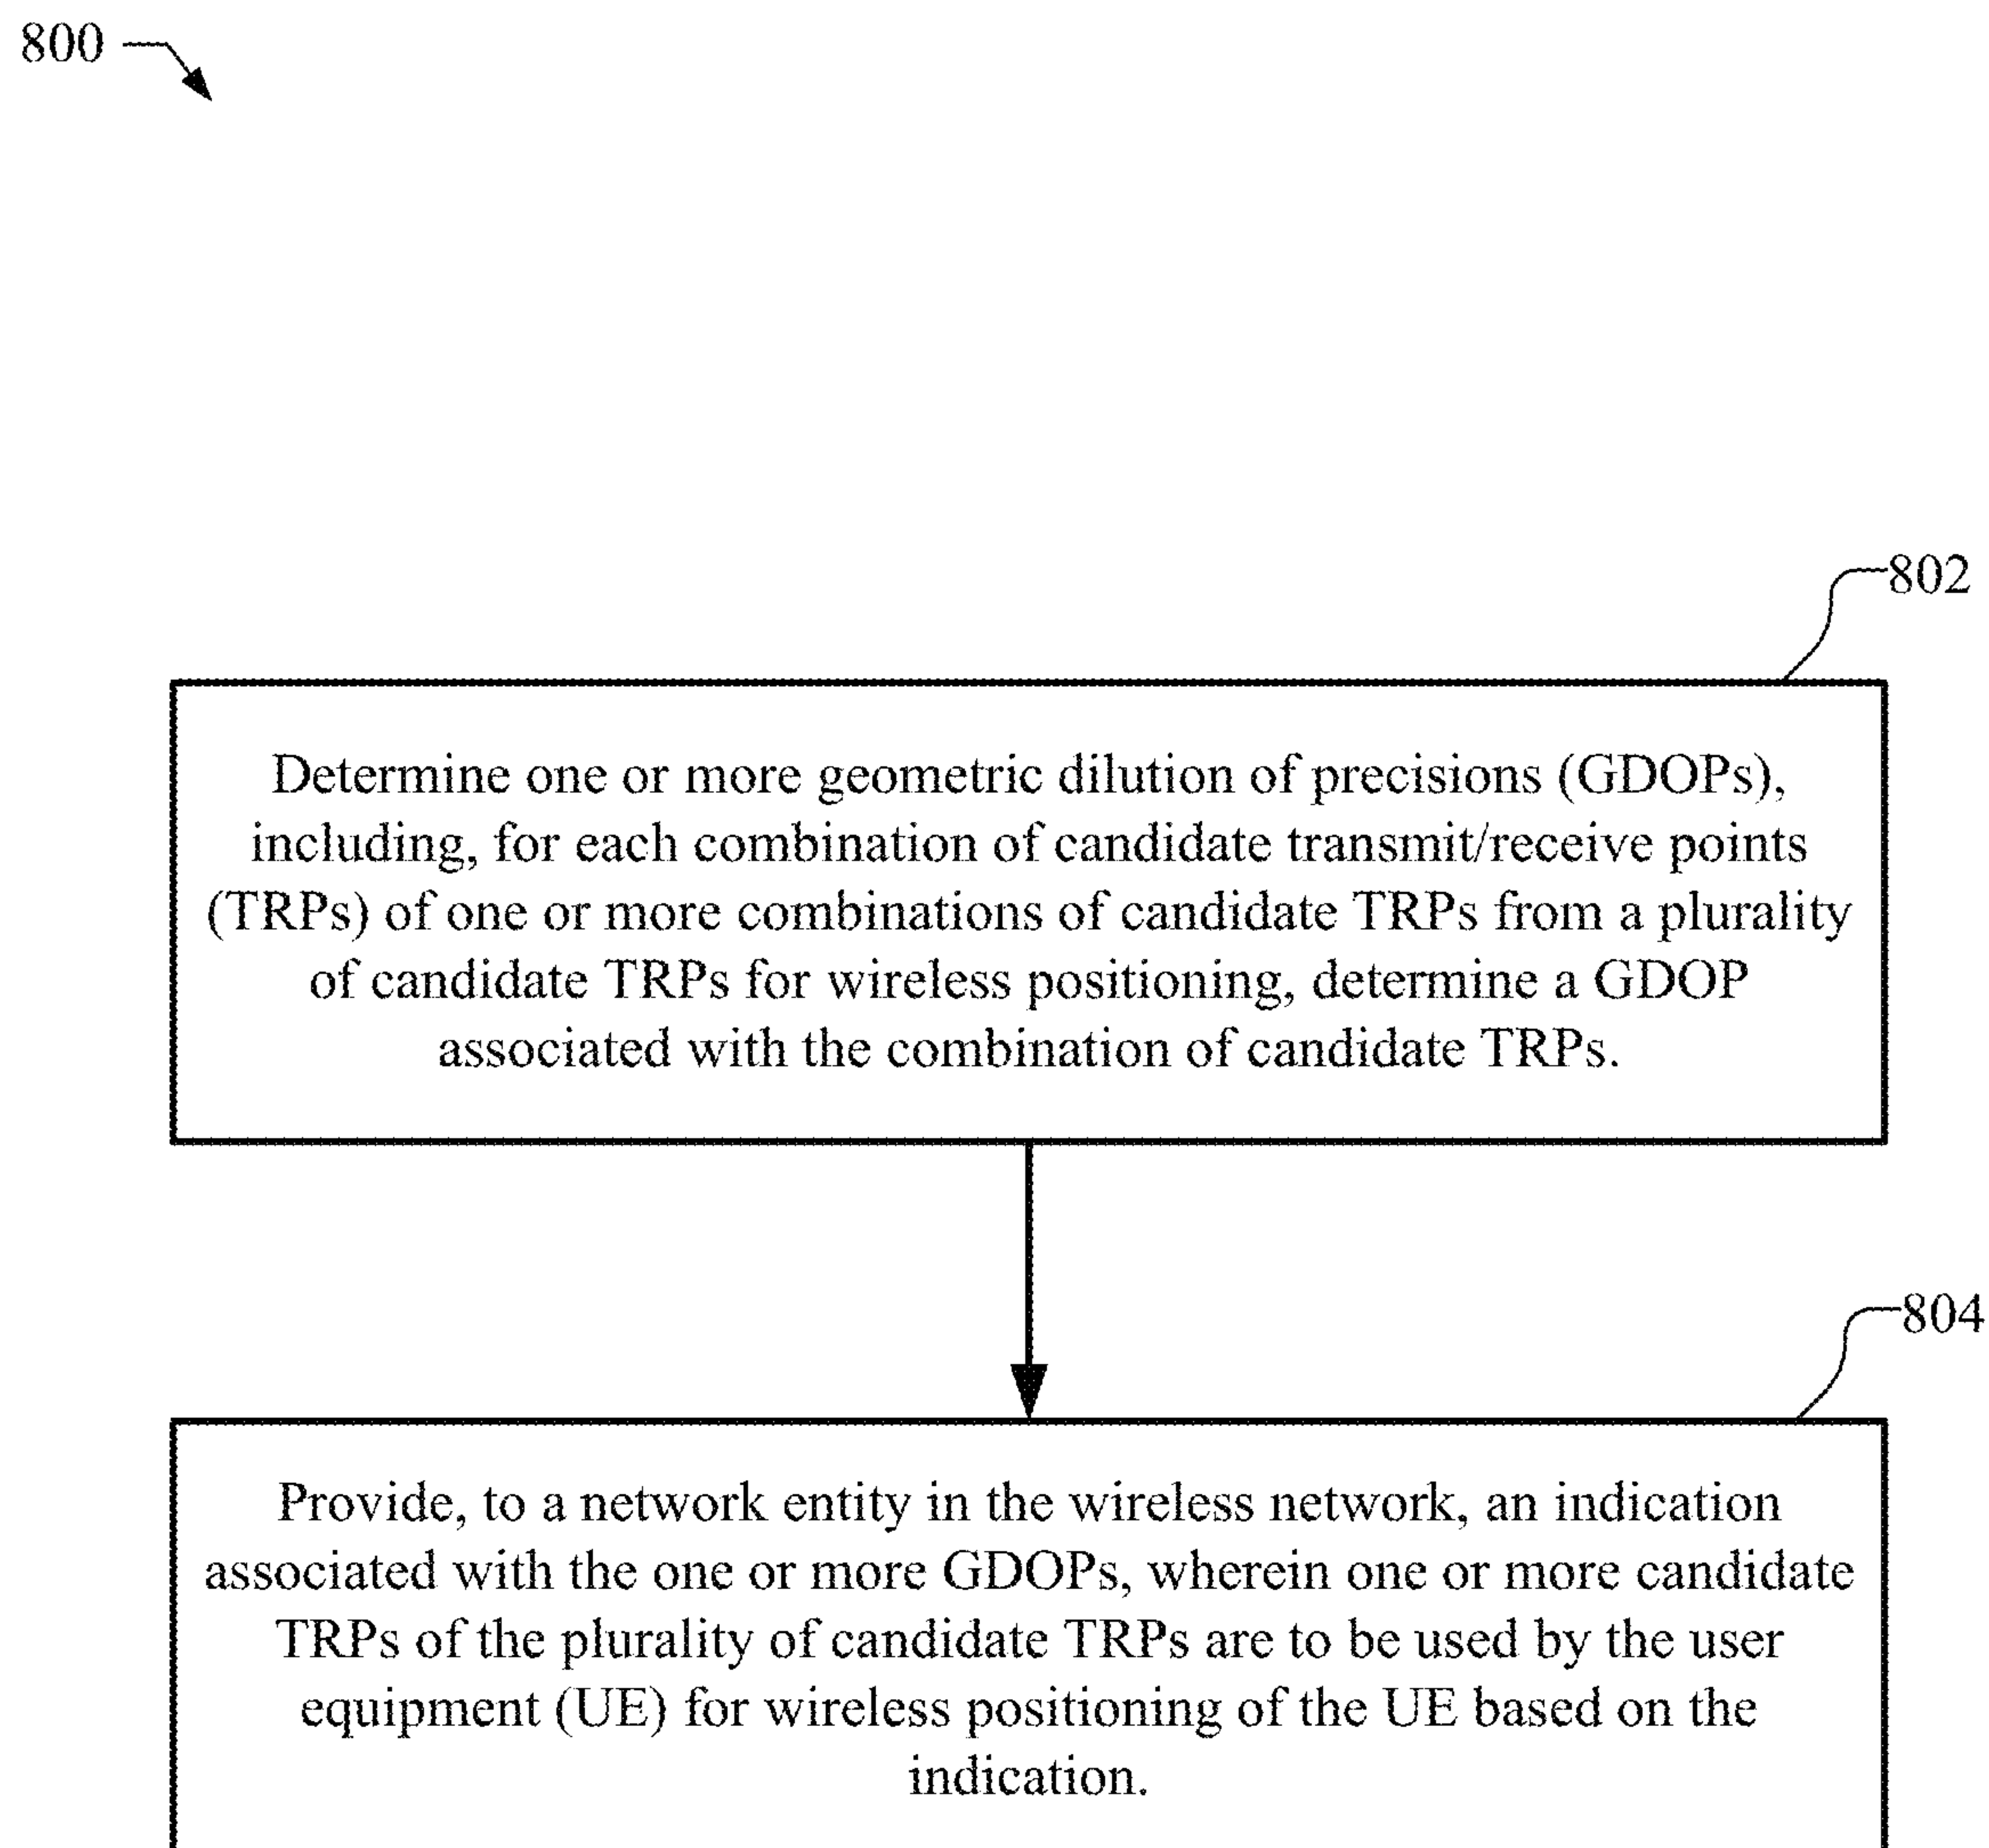 800
802
Determine one or more geometric dilution of precisions (GDOPs),
including, for each combination of candidate transmit/receive points
(TRPs) of one or more combinations of candidate TRPs from a plurality
of candidate TRPs for wireless positioning, determine a GDOP
associated with the combination of candidate TRPs.
804
Provide, to a network entity in the wireless network, an indication
associated with the one or more GDOPs, wherein one or more candidate
TRPs of the plurality of candidate TRPs are to be used by the user
equipment (UE) for wireless positioning of the UE based on the
indication.